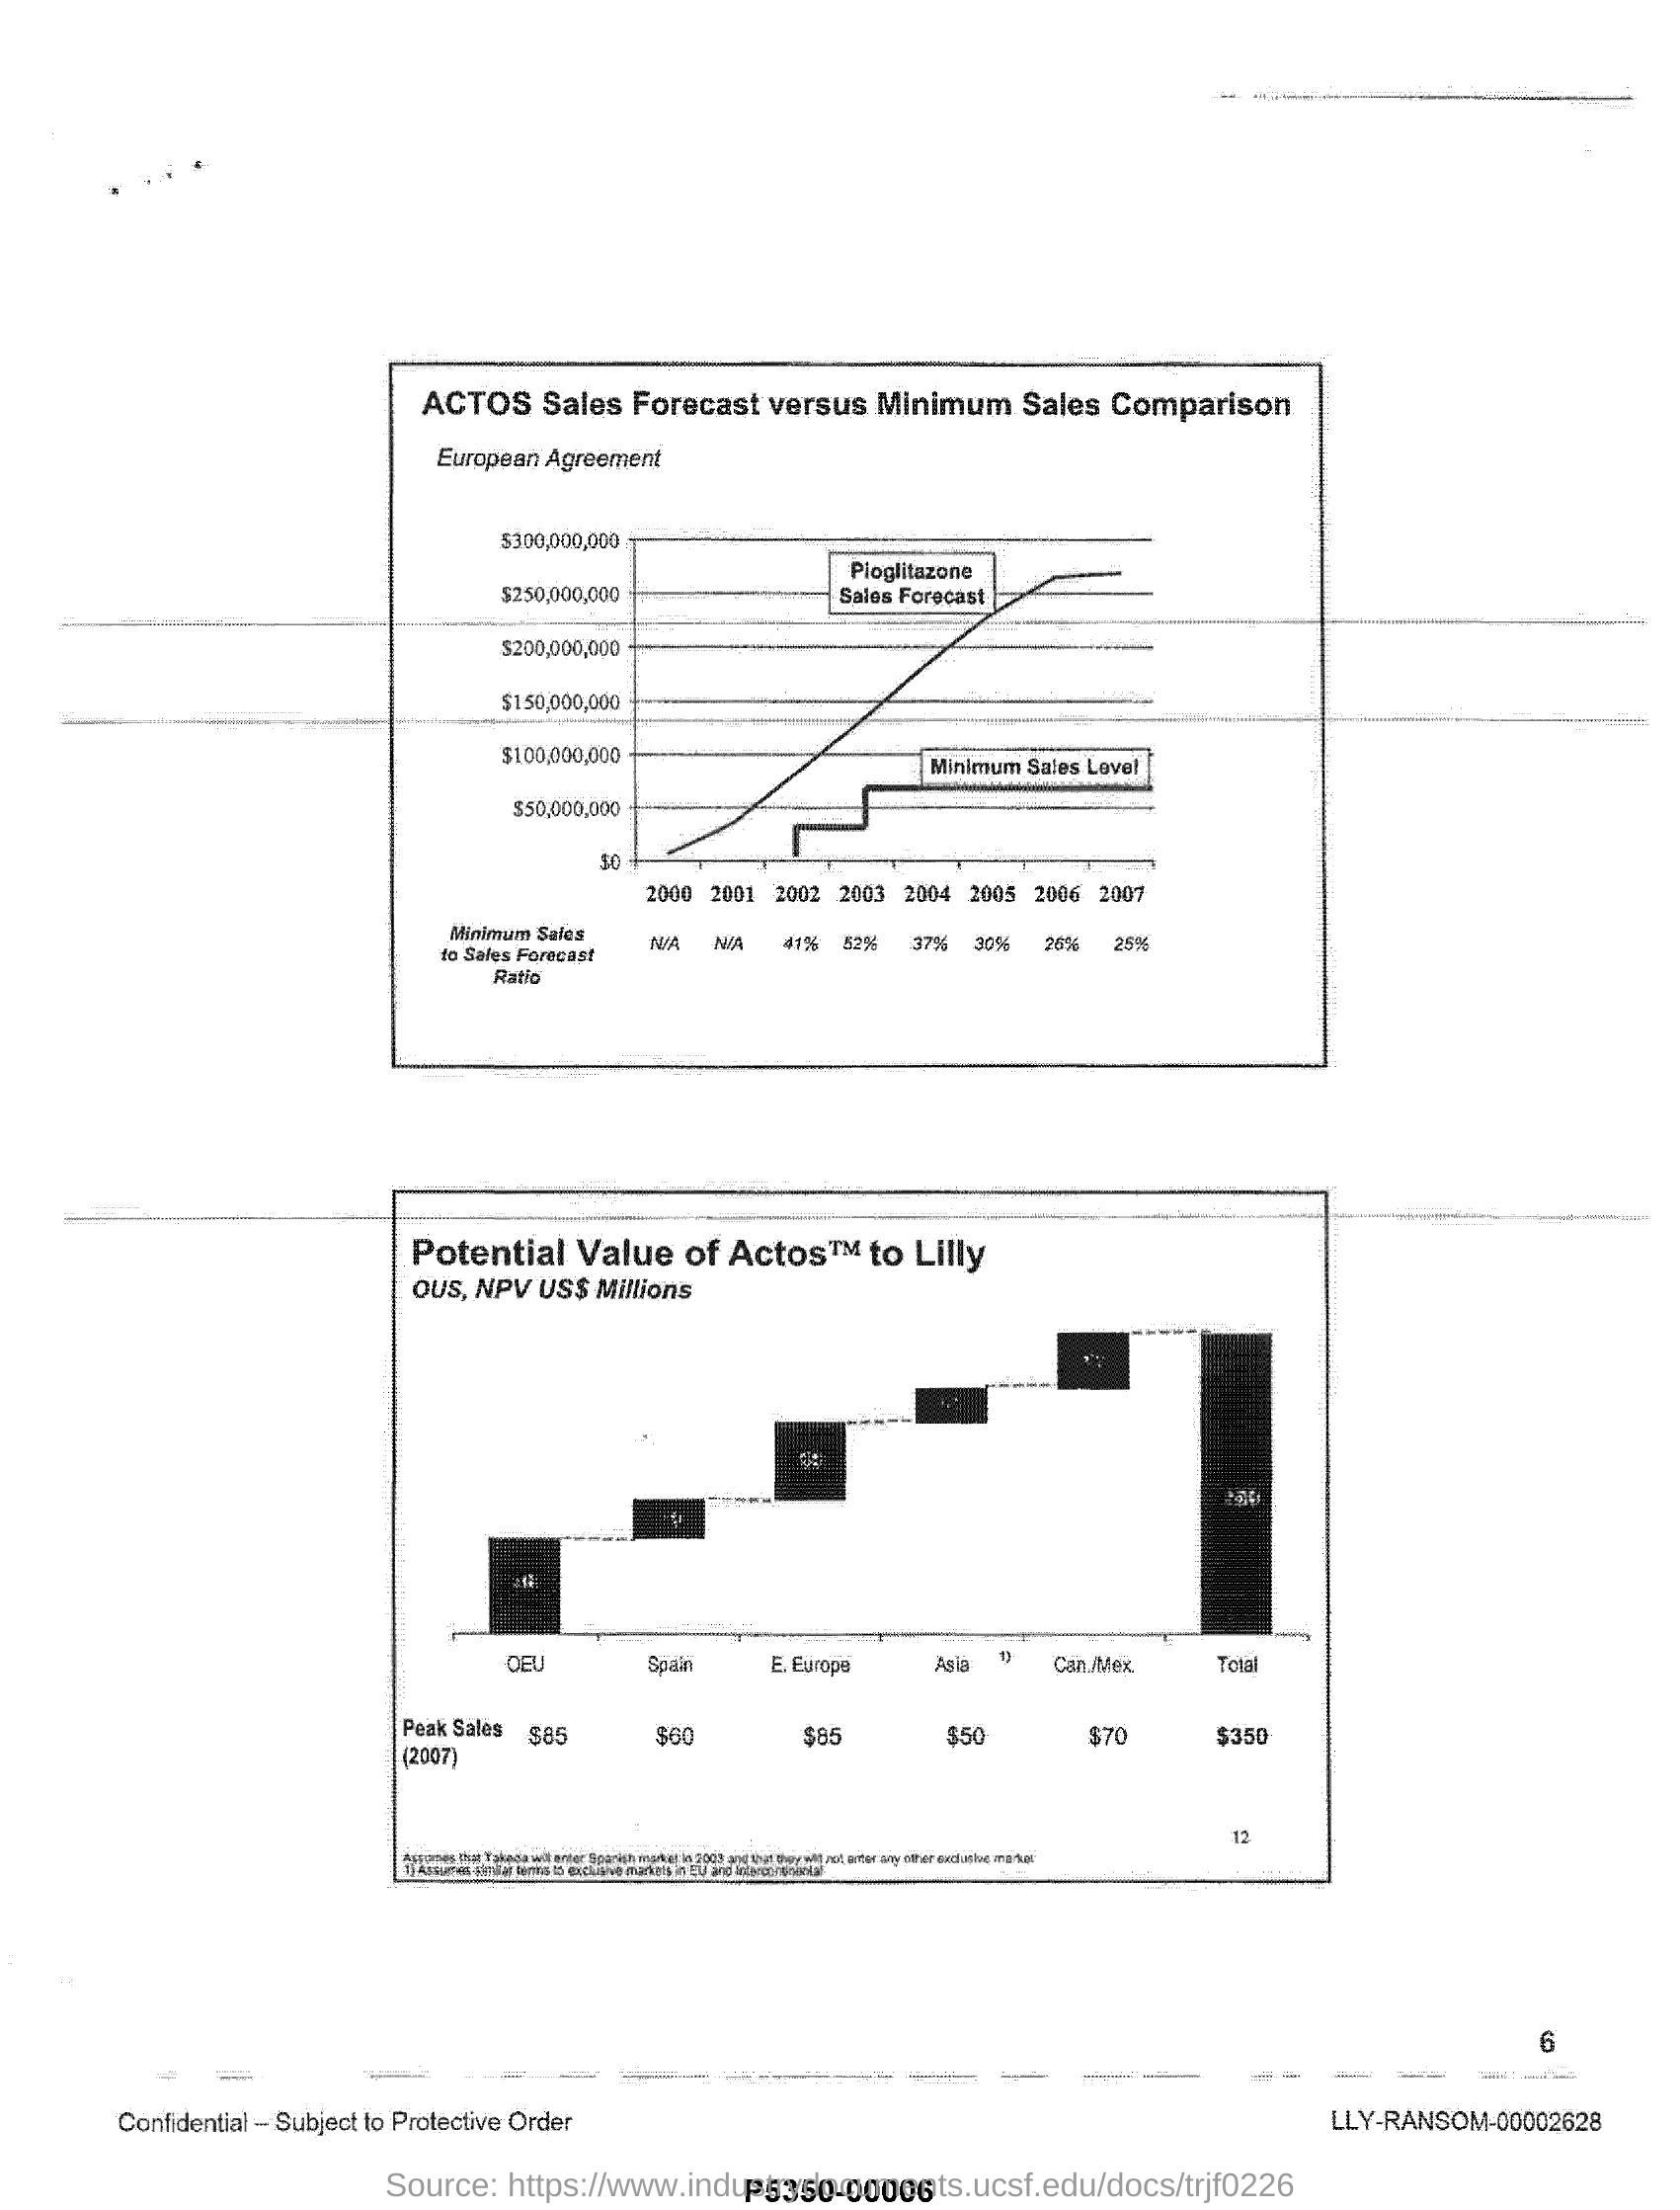 ACTOS Sales Forecast versus Minimum Sales Comparison
European Agreement
$300,000,000
Pioglitazone
Sales Forecast
$250,000,000
$200,000,000
$150,000,000
$100,000,000
Minimum Sales Level
$50,000,000
$0
2000 2001 2002 2003 2004 2005 2006 2007
Minimum Sales
to Sales Forecast
Ratio
N/A N/A 41% 52% 37% 30% 26% 25%
Potential Value of Actos™ to Lilly
OUS, NPV US$ Millions
OEU Spain E. Europe Asia 1) Can./Mex. Total
Peak Sales
(2007)
$85 $60 $85 $50 $70 $350
12
Assumes that Takeda will enter Spanish market in 2003 and that they will not enter any other exclusive market
1) Assumes similar terms to exclusive markets in EU and Intercontinental
6
Confidential – Subject to Protective Order
LLY-RANSOM-00002628
Source: https://www.industrydocuments.ucsf.edu/docs/trjf0226
P5350-00006